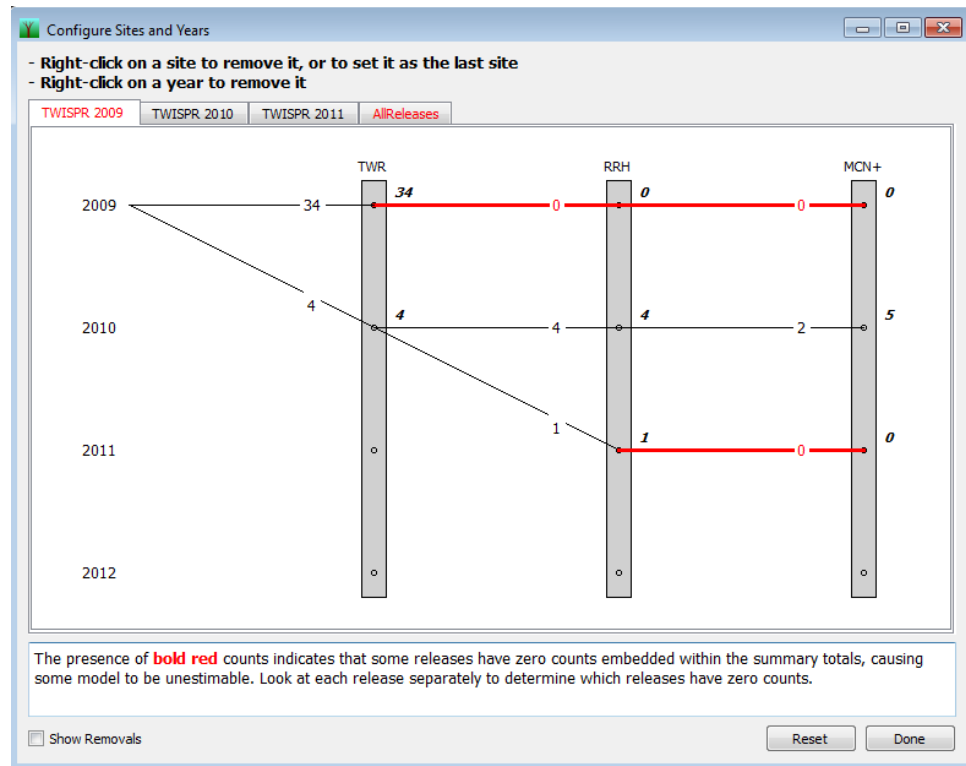 Configure Sites and Years
- Right-click on a site to remove it, or to set it as the last site
- Right-click on a year to remove it
TWISPR 2009 TWISPR 2010 TWISPR 2011 AllReleases
TWR RRH MCN+
34 0 0
2009 34 0 0
4
4 4 5
2010 4 2
1
1 0
2011 0
2012
The presence of bold red counts indicates that some releases have zero counts embedded within the summary totals, causing
some model to be unestimable. Look at each release separately to determine which releases have zero counts.
Show Removals Reset Done